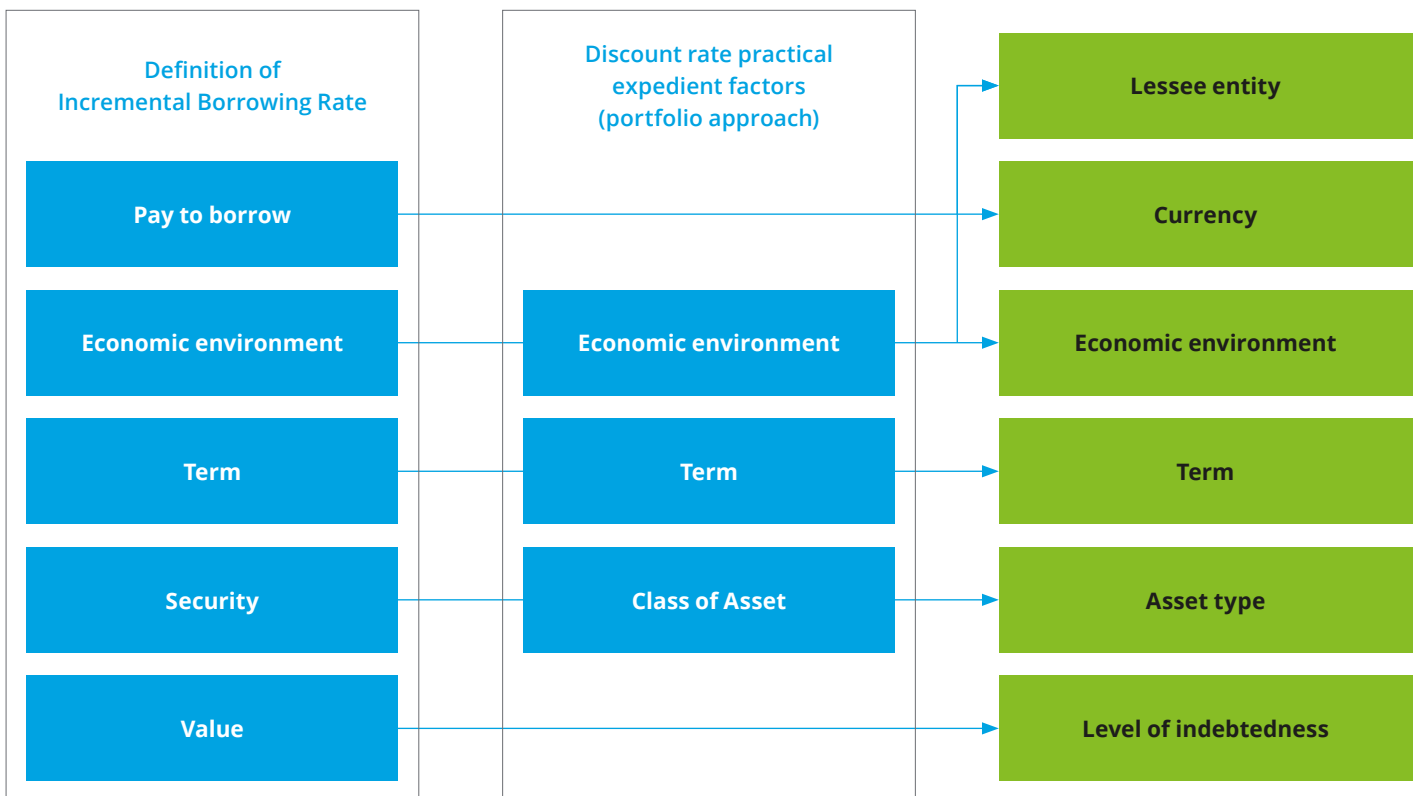 Definition of
Incremental Borrowing Rate
Pay to borrow
Economic environment
Term
Security
Value
Discount rate practical
expedient factors
(portfolio approach)
Economic environment
Term
Class of Asset
Lessee entity
Currency
Economic environment
Term
Asset type
Level of indebtedness